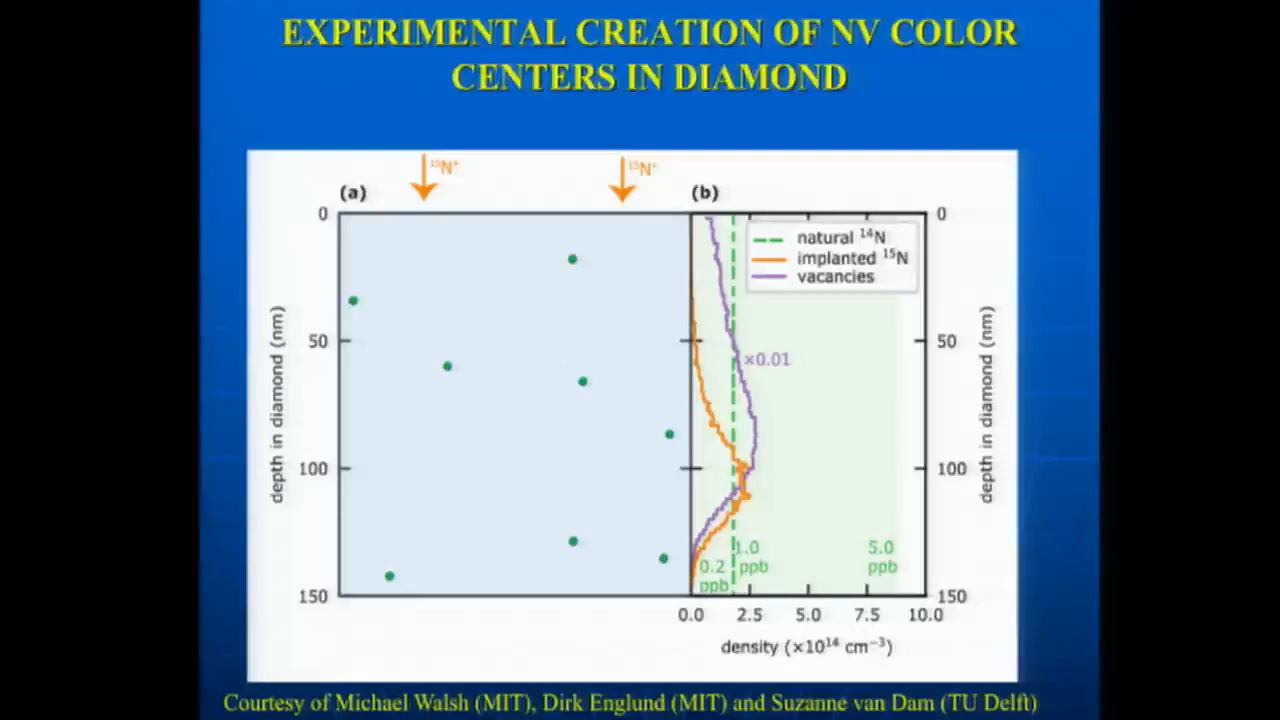 EXPERIMENTAL CREATION OF NV COLOR
CENTERS IN DIAMOND
¹⁵N⁺
¹⁵N⁺
(a)
(b)
0
50
100
150
depth in diamond (nm)
natural ¹⁴N
implanted ¹⁵N
vacancies
×0.01
0.2
ppb
1.0
ppb
5.0
ppb
0
50
100
150
depth in diamond (nm)
0.0 2.5 5.0 7.5 10.0
density (×10¹⁴ cm⁻³)
Courtesy of Michael Walsh (MIT), Dirk Englund (MIT) and Suzanne van Dam (TU Delft)